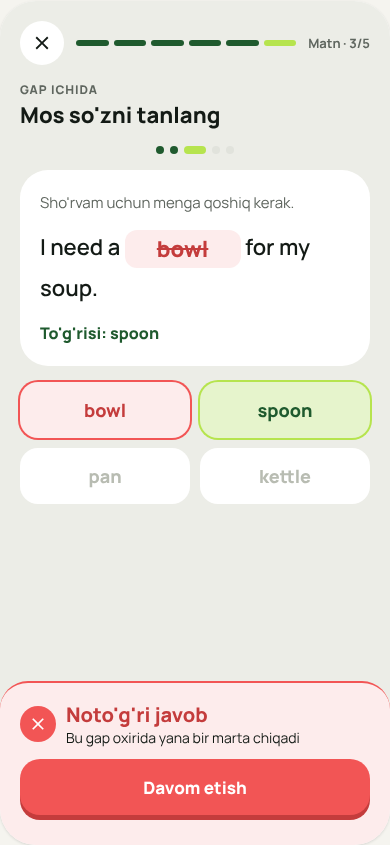 Matn · 3/5
GAP ICHIDA
Mos so'zni tanlang
Sho'rvam uchun menga qoshiq kerak.
I need a bowl for my
soup.
To'g'risi: spoon
bowl
spoon
pan
kettle
Noto'g'ri javob
Bu gap oxirida yana bir marta chiqadi
Davom etish